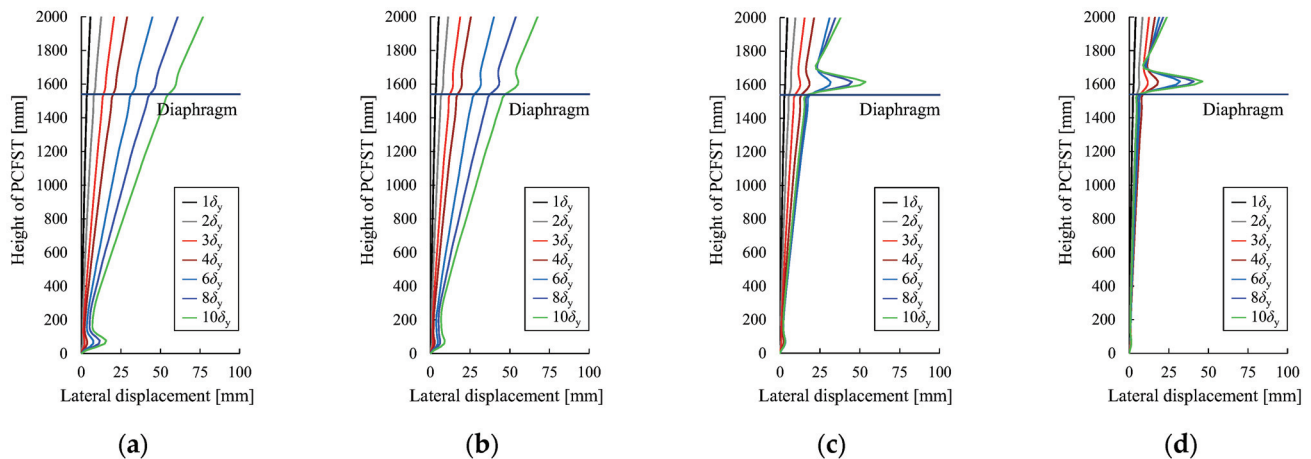 Height of PCFST [mm]
2000
1800
1600
1400
1200
1000
800
600
400
200
0
Diaphragm
1δy
2δy
3δy
4δy
6δy
8δy
10δy
0 25 50 75 100
Lateral displacement [mm]
(a)
Height of PCFST [mm]
2000
1800
1600
1400
1200
1000
800
600
400
200
0
Diaphragm
1δy
2δy
3δy
4δy
6δy
8δy
10δy
0 25 50 75 100
Lateral displacement [mm]
(b)
Height of PCFST [mm]
2000
1800
1600
1400
1200
1000
800
600
400
200
0
Diaphragm
1δy
2δy
3δy
4δy
6δy
8δy
10δy
0 25 50 75 100
Lateral displacement [mm]
(c)
Height of PCFST [mm]
2000
1800
1600
1400
1200
1000
800
600
400
200
0
Diaphragm
1δy
2δy
3δy
4δy
6δy
8δy
10δy
0 25 50 75 100
Lateral displacement [mm]
(d)